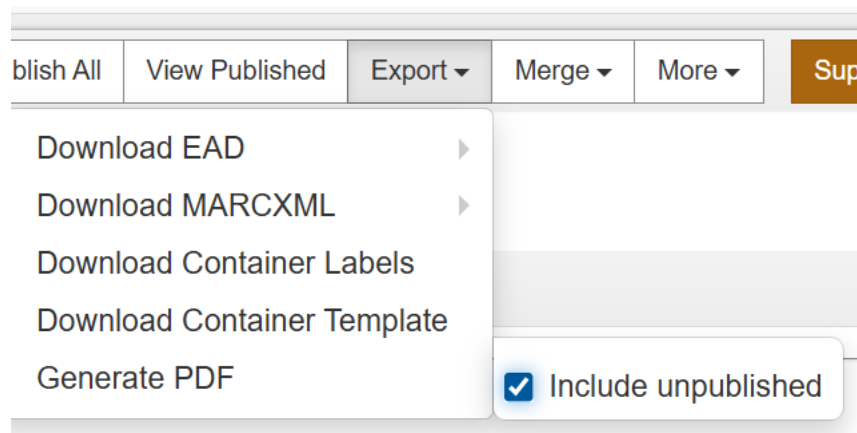 blish All View Published Export Merge More Sup
Download EAD
Download MARCXML
Download Container Labels
Download Container Template
Generate PDF
Include unpublished